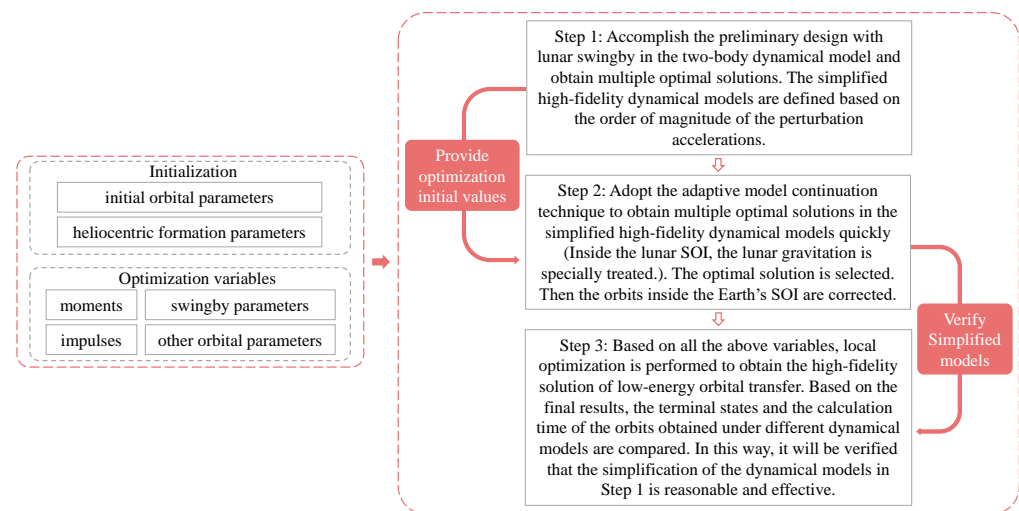 Initialization
initial orbital parameters
heliocentric formation parameters
Optimization variables
moments
swingby parameters
impulses
other orbital parameters
Provide
optimization
initial values
Step 1: Accomplish the preliminary design with
lunar swingby in the two-body dynamical model and
obtain multiple optimal solutions. The simplified
high-fidelity dynamical models are defined based on
the order of magnitude of the perturbation
accelerations.
Step 2: Adopt the adaptive model continuation
technique to obtain multiple optimal solutions in the
simplified high-fidelity dynamical models quickly
(Inside the lunar SOI, the lunar gravitation is
specially treated.). The optimal solution is selected.
Then the orbits inside the Earth’s SOI are corrected.
Step 3: Based on all the above variables, local
optimization is performed to obtain the high-fidelity
solution of low-energy orbital transfer. Based on the
final results, the terminal states and the calculation
time of the orbits obtained under different dynamical
models are compared. In this way, it will be verified
that the simplification of the dynamical models in
Step 1 is reasonable and effective.
Verify
Simplified
models